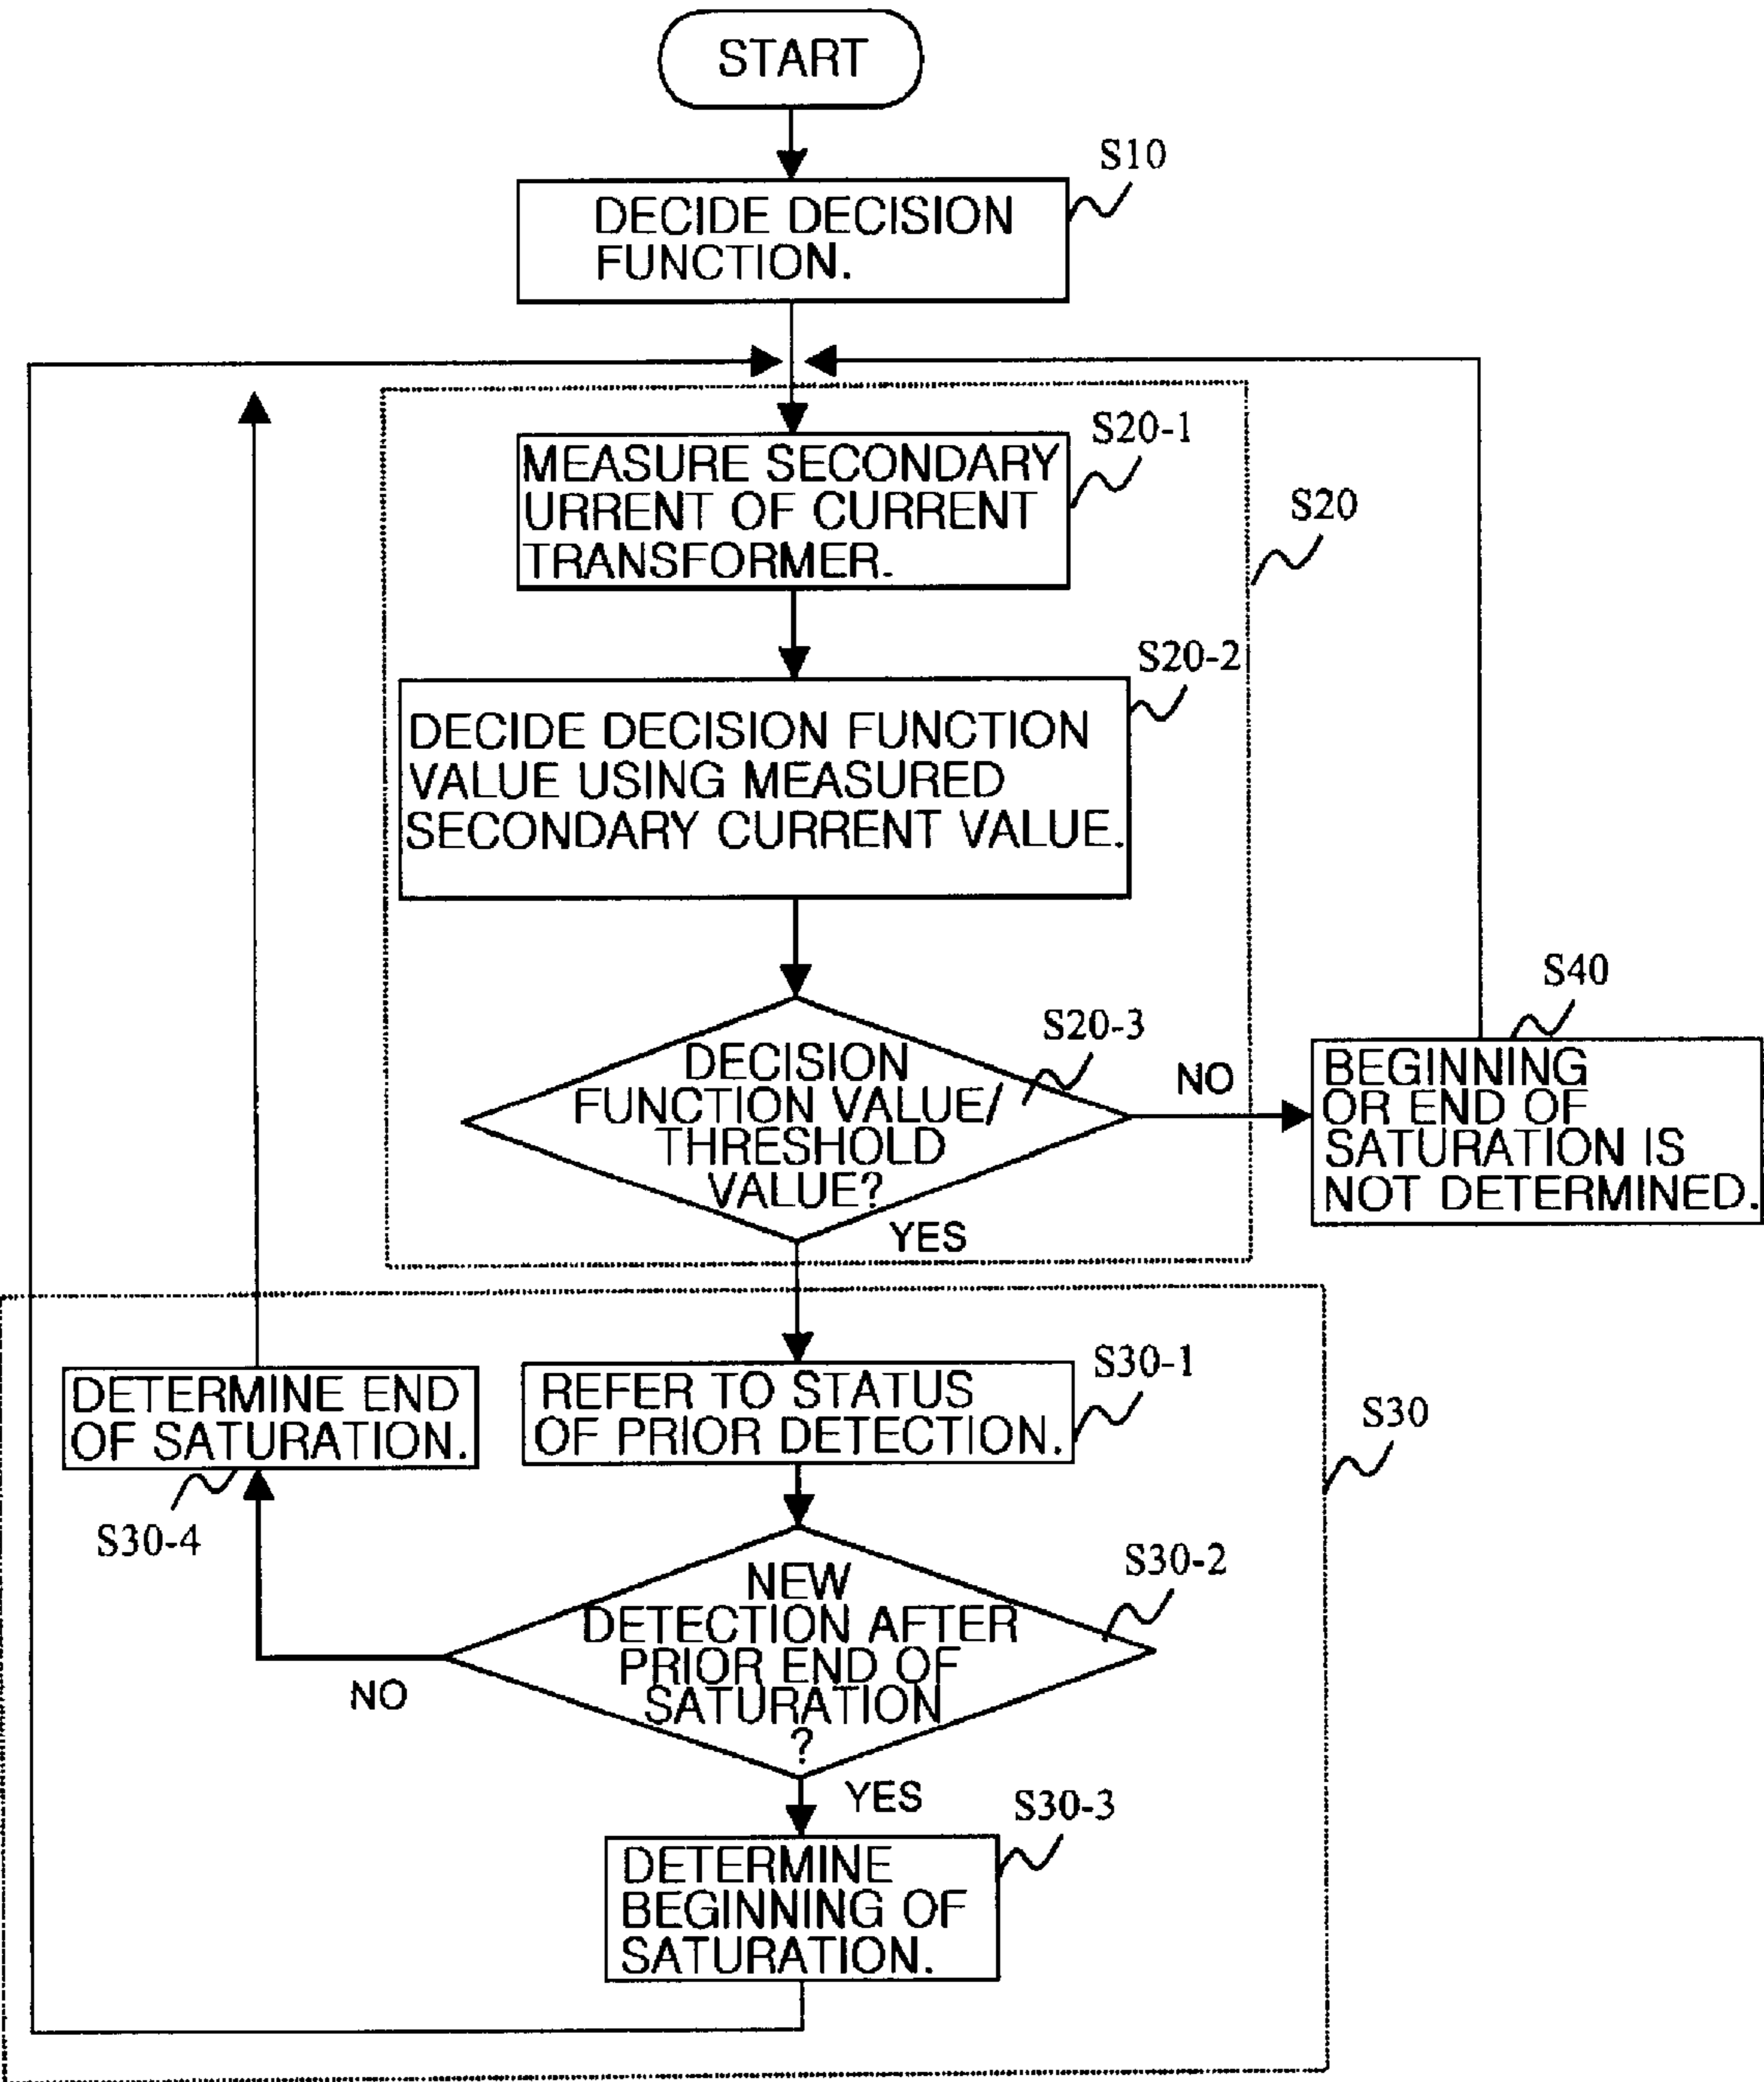 START
S10
DECIDE DECISION
FUNCTION.
S20-1
MEASURE SECONDARY
URRENT OF CURRENT
TRANSFORMER.
S20
S20-2
DECIDE DECISION FUNCTION
VALUE USING MEASURED
SECONDARY CURRENT VALUE.
S20-3
DECISION
FUNCTION VALUE/
THRESHOLD
VALUE?
NO
YES
S40
BEGINNING
OR END OF
SATURATION IS
NOT DETERMINED.
S30-1
REFER TO STATUS
OF PRIOR DETECTION.
S30
DETERMINE END
OF SATURATION.
S30-4
S30-2
NEW
DETECTION AFTER
PRIOR END OF
SATURATION
?
NO
YES
S30-3
DETERMINE
BEGINNING OF
SATURATION.